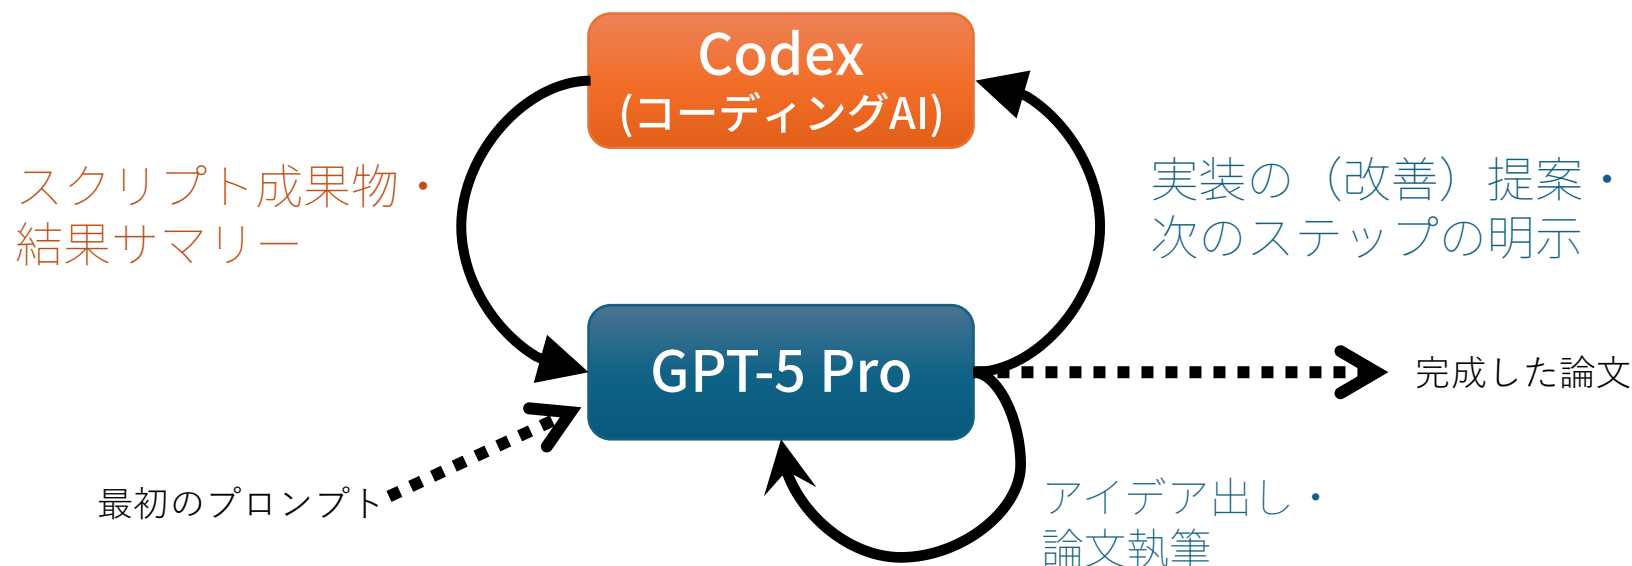 Codex
(コーディングAI)
スクリプト成果物・
結果サマリー
実装の（改善）提案・
次のステップの明示
GPT-5 Pro
完成した論文
最初のプロンプト
アイデア出し・
論文執筆